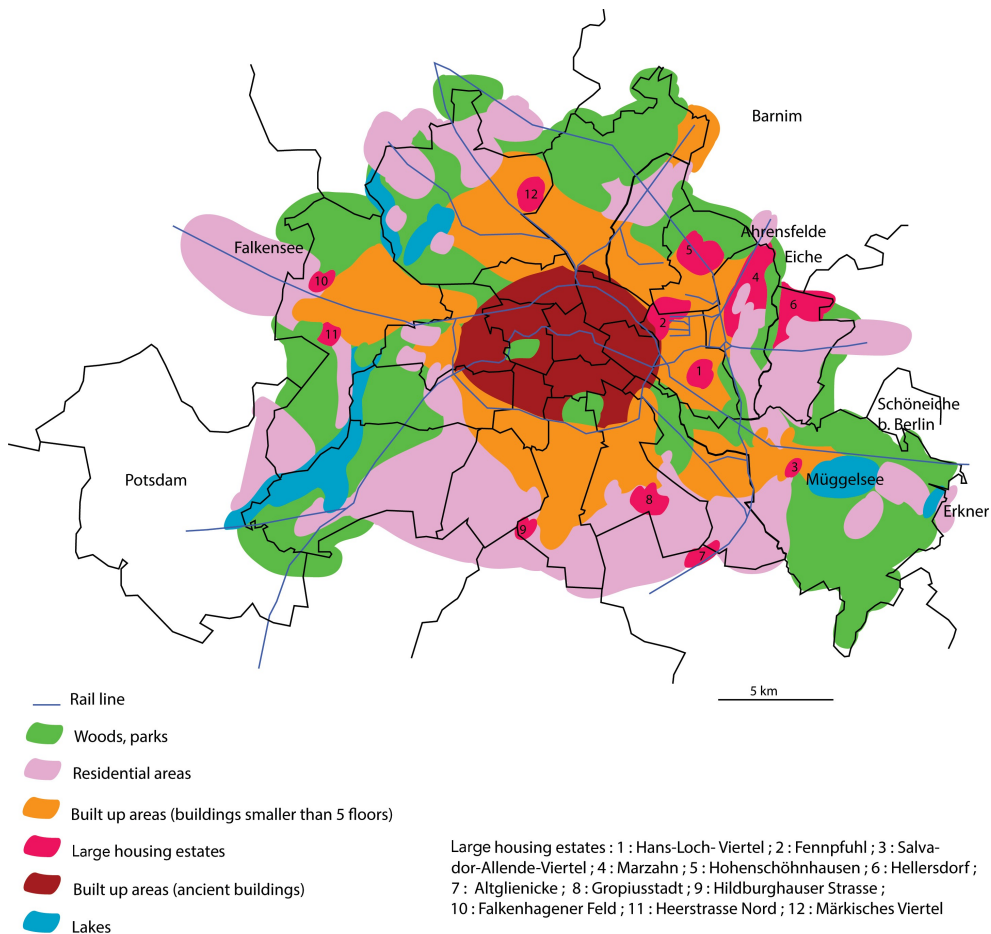 Barnim
Ahrensfelde
Eiche
Falkensee
12
5
4
6
10
2
11
1
Schöneiche
b. Berlin
3
Müggelsee
Potsdam
8
Erkner
9
7
5 km
Rail line
Woods, parks
Residential areas
Built up areas (buildings smaller than 5 floors)
Large housing estates
Built up areas (ancient buildings)
Lakes
Large housing estates : 1 : Hans-Loch- Viertel ; 2 : Fennpfuhl ; 3 : Salva-
dor-Allende-Viertel ; 4 : Marzahn ; 5 : Hohenschöhnhausen ; 6 : Hellersdorf ;
7 : Altglienicke ; 8 : Gropiusstadt ; 9 : Hildburghauser Strasse ;
10 : Falkenhagener Feld ; 11 : Heerstrasse Nord ; 12 : Märkisches Viertel